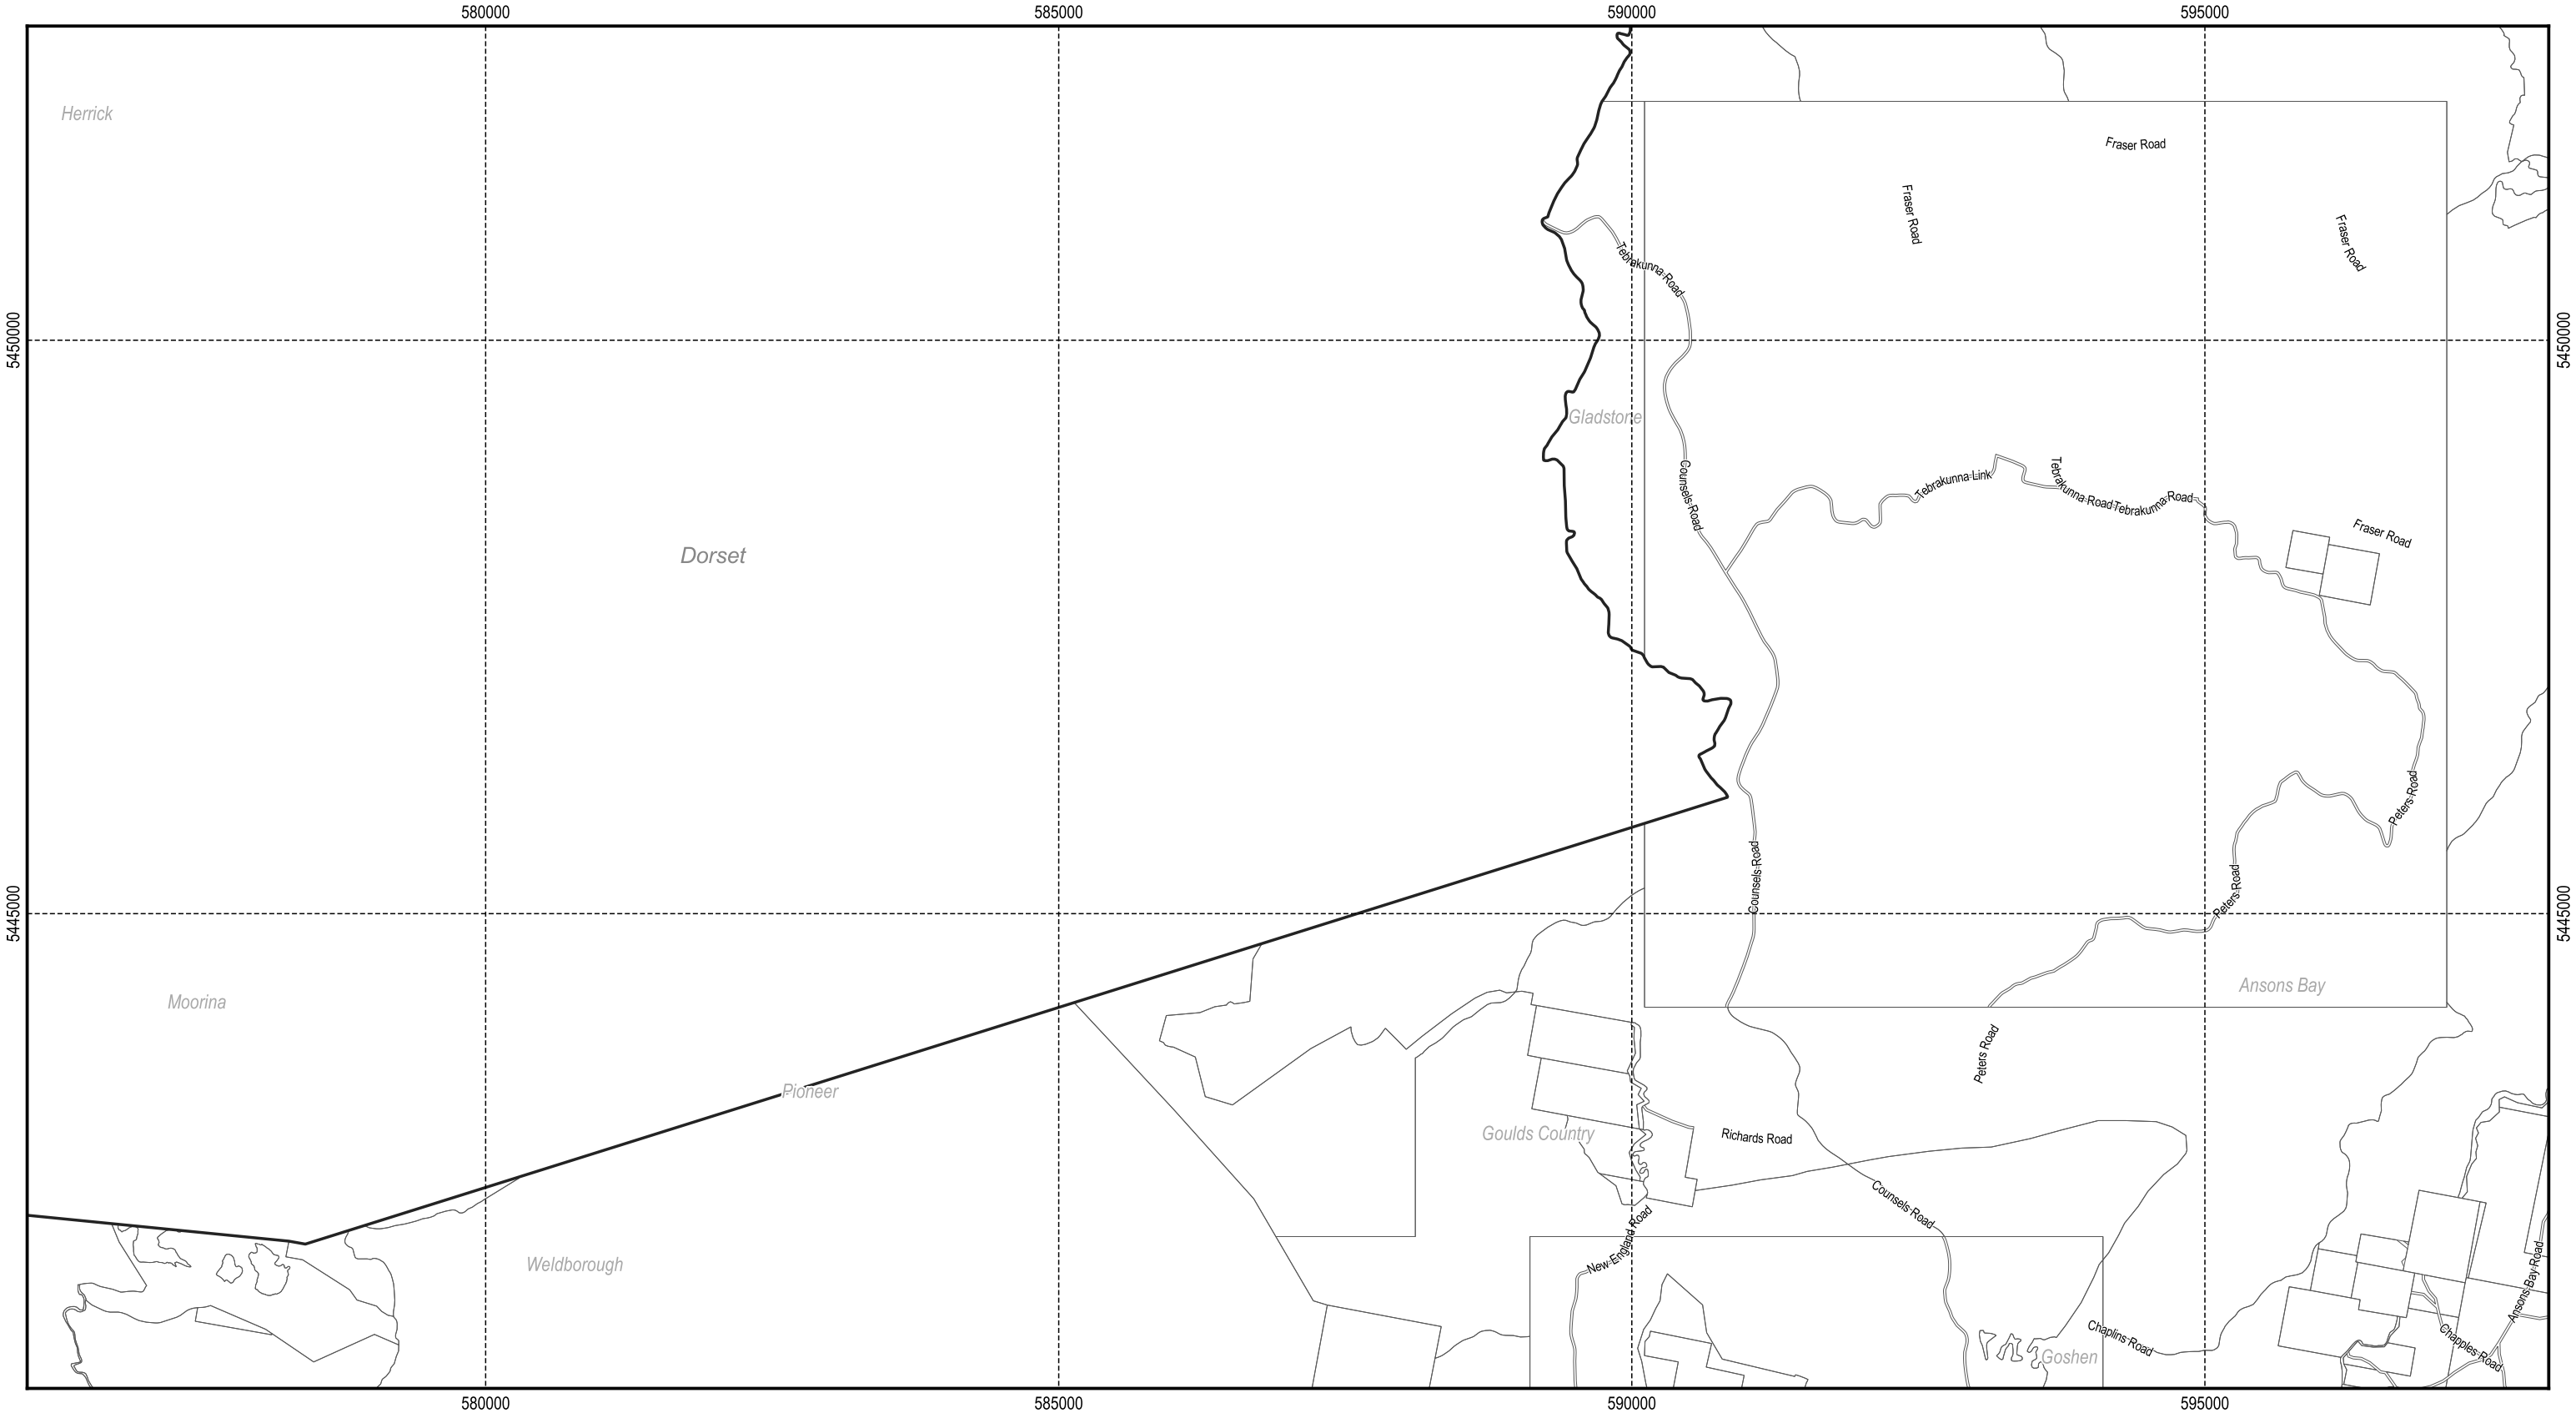 580000
585000
590000
595000
Herrick
Fraser Road
Fraser Road
Fraser Road
Tebrakunna Road
5450000
5450000
Gladstone
Counsels Road
Tebrakunna Link
Tebrakunna Road
Tebrakunna Road
Fraser Road
Dorset
Peters Road
Counsels Road
Peters Road
5445000
5445000
Ansons Bay
Moorina
Peters Road
Pioneer
Goulds Country
Richards Road
Counsels Road
New England Road
Weldborough
Ansons Bay Road
Chaplins Road
Chapples Road
Goshen
580000
585000
590000
595000